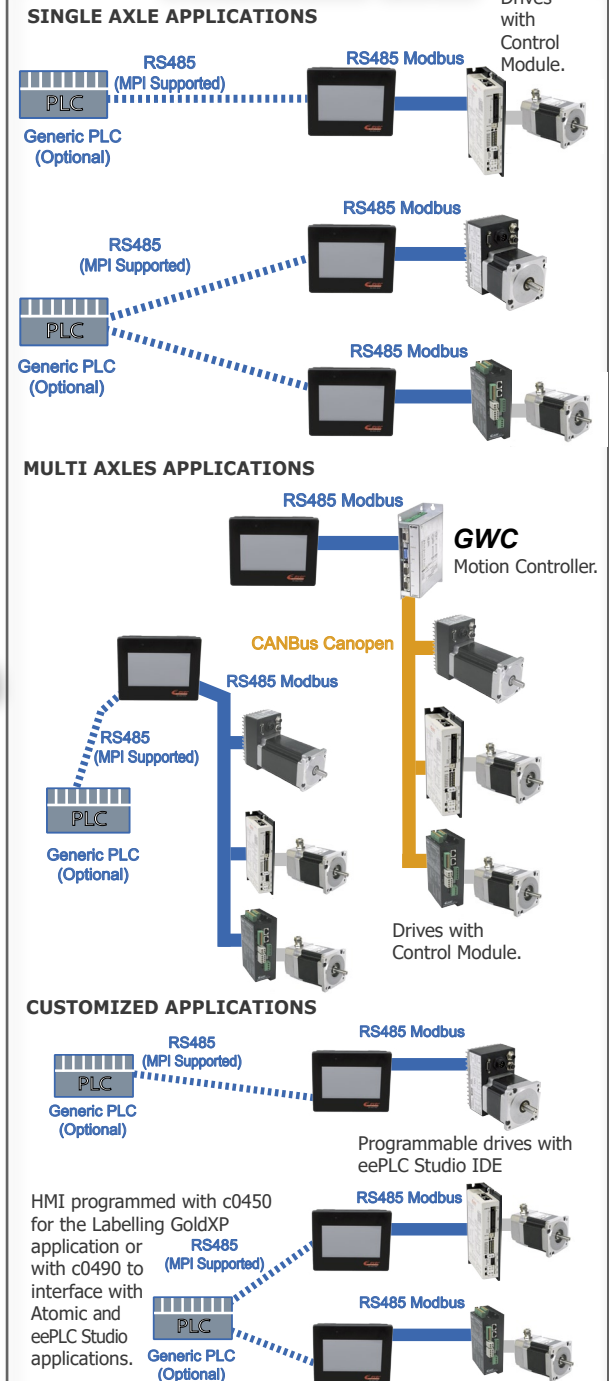 SINGLE AXLE APPLICATIONS
Drives
with
Control
Module.
RS485
(MPI Supported)
RS485 Modbus
PLC
Generic PLC
(Optional)
RS485 Modbus
RS485
(MPI Supported)
PLC
Generic PLC
(Optional)
RS485 Modbus
MULTI AXLES APPLICATIONS
RS485 Modbus
GWC
Motion Controller.
CANBus Canopen
RS485 Modbus
RS485
(MPI Supported)
PLC
Generic PLC
(Optional)
Drives with
Control Module.
CUSTOMIZED APPLICATIONS
RS485
(MPI Supported)
RS485 Modbus
PLC
Generic PLC
(Optional)
Programmable drives with
eePLC Studio IDE
HMI programmed with c0450
for the Labelling GoldXP
application or
with c0490 to
interface with
Atomic and
eePLC Studio
applications.
RS485 Modbus
RS485
(MPI Supported)
PLC
Generic PLC
(Optional)
RS485 Modbus